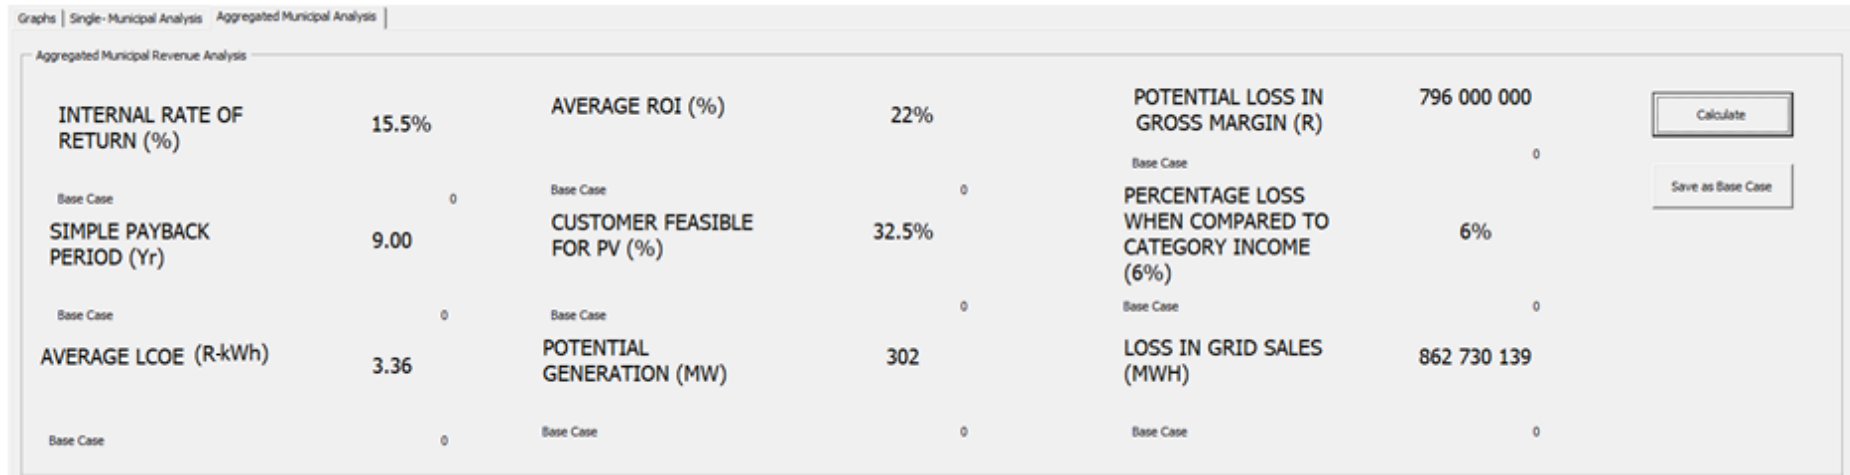 Graphs | Single-Municipal Analysis Aggregated Municipal Analysis
Aggregated Municipal Revenue Analysis
INTERNAL RATE OF
RETURN (%)
15.5%
Base Case 0
SIMPLE PAYBACK
PERIOD (Yr)
9.00
Base Case 0
AVERAGE LCOE (R-kWh)
3.36
Base Case 0
AVERAGE ROI (%)
22%
Base Case 0
CUSTOMER FEASIBLE
FOR PV (%)
32.5%
Base Case 0
POTENTIAL
GENERATION (MW)
302
Base Case 0
POTENTIAL LOSS IN
GROSS MARGIN (R)
796 000 000
Base Case 0
PERCENTAGE LOSS
WHEN COMPARED TO
CATEGORY INCOME
(6%)
6%
Base Case 0
LOSS IN GRID SALES
(MWH)
862 730 139
Base Case 0
Calculate
Save as Base Case